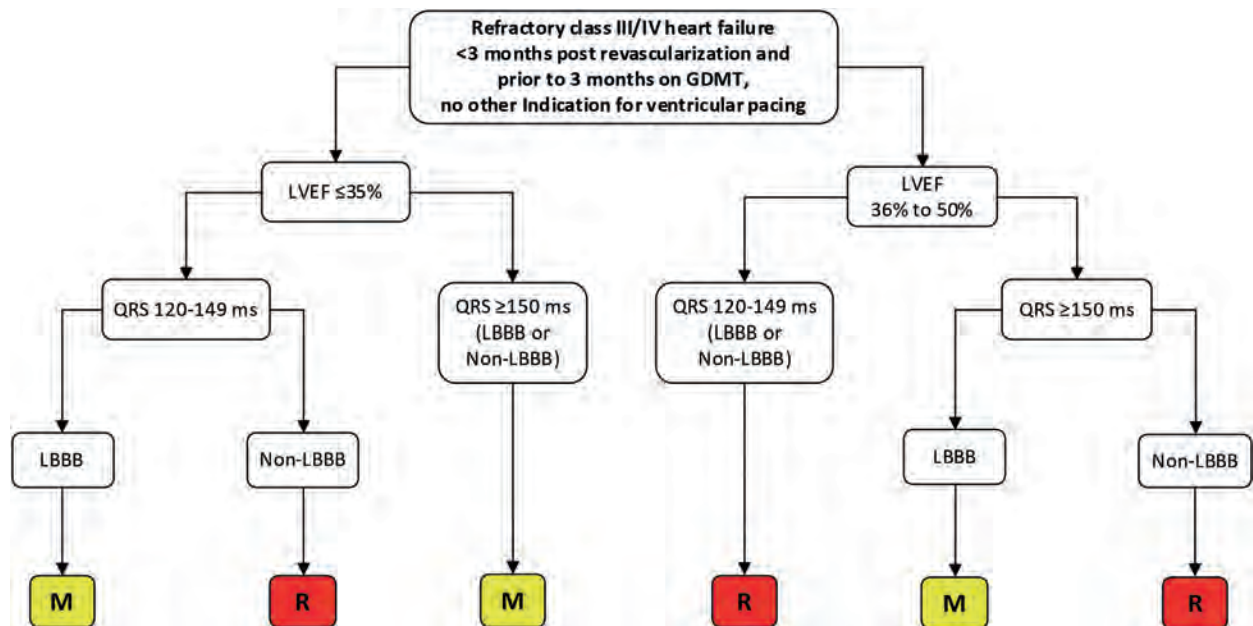 Refractory class III/IV heart failure
<3 months post revascularization and
prior to 3 months on GDMT,
no other Indication for ventricular pacing
LVEF ≤35%
LVEF
36% to 50%
QRS 120-149 ms
QRS ≥150 ms
(LBBB or
Non-LBBB)
QRS 120-149 ms
(LBBB or
Non-LBBB)
QRS ≥150 ms
LBBB
Non-LBBB
LBBB
Non-LBBB
M
R
M
R
M
R